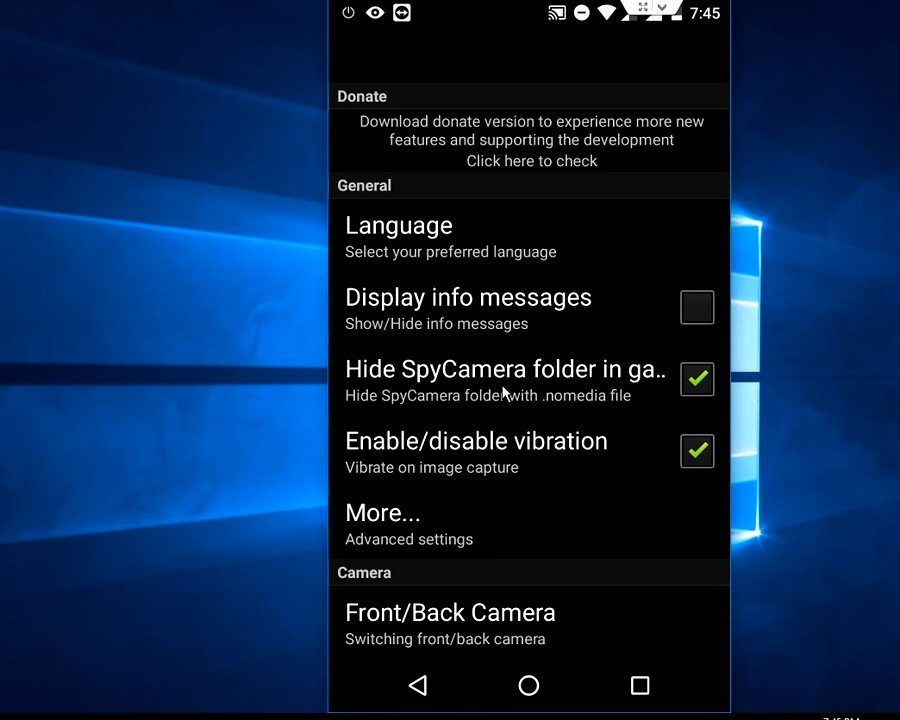 7:45
Donate
Download donate version to experience more new
features and supporting the development
Click here to check
General
Language
Select your preferred language
Display info messages
Show/Hide info messages
Hide SpyCamera folder in ga..
Hide SpyCamera folder with .nomedia file
Enable/disable vibration
Vibrate on image capture
More...
Advanced settings
Camera
Front/Back Camera
Switching front/back camera